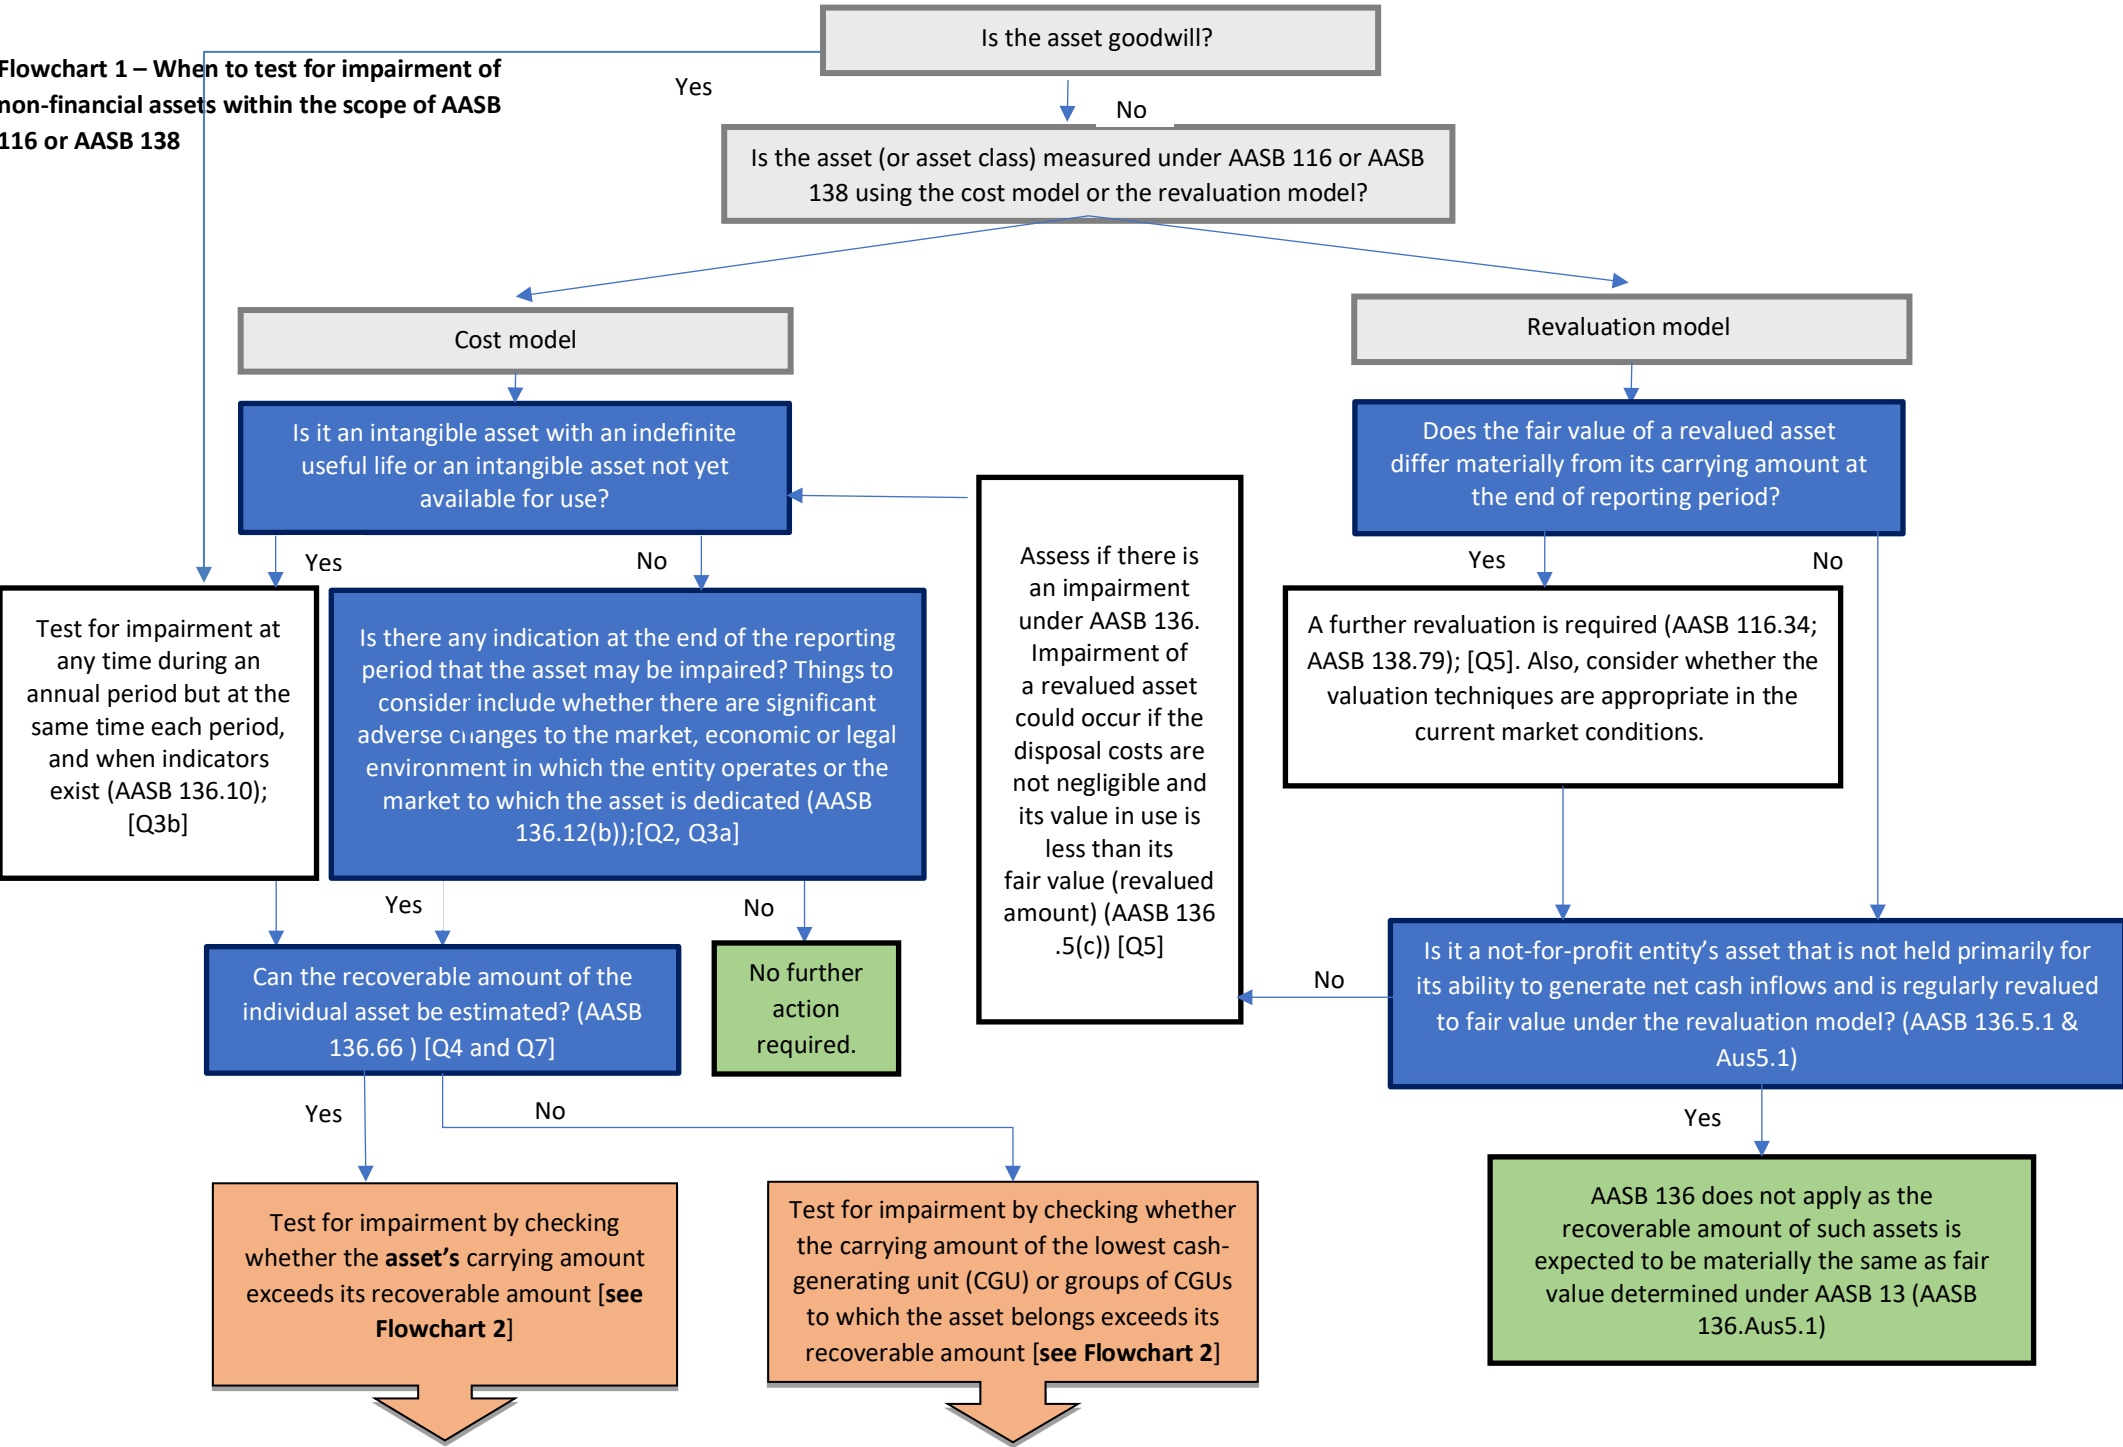 Is the asset goodwill?
Flowchart 1 – When to test for impairment of
non-financial assets within the scope of AASB
116 or AASB 138
Yes
No
Is the asset (or asset class) measured under AASB 116 or AASB
138 using the cost model or the revaluation model?
Cost model
Revaluation model
Is it an intangible asset with an indefinite
useful life or an intangible asset not yet
available for use?
Does the fair value of a revalued asset
differ materially from its carrying amount at
the end of reporting period?
Yes
No
Yes
No
Test for impairment at
any time during an
annual period but at the
same time each period,
and when indicators
exist (AASB 136.10);
[Q3b]
Is there any indication at the end of the reporting
period that the asset may be impaired? Things to
consider include whether there are significant
adverse changes to the market, economic or legal
environment in which the entity operates or the
market to which the asset is dedicated (AASB
136.12(b));[Q2, Q3a]
Assess if there is
an impairment
under AASB 136.
Impairment of
a revalued asset
could occur if the
disposal costs are
not negligible and
its value in use is
less than its
fair value (revalued
amount) (AASB 136
.5(c)) [Q5]
A further revaluation is required (AASB 116.34;
AASB 138.79); [Q5]. Also, consider whether the
valuation techniques are appropriate in the
current market conditions.
Yes
No
Can the recoverable amount of the
individual asset be estimated? (AASB
136.66 ) [Q4 and Q7]
No further
action
required.
No
Is it a not-for-profit entity’s asset that is not held primarily for
its ability to generate net cash inflows and is regularly revalued
to fair value under the revaluation model? (AASB 136.5.1 &
Aus5.1)
Yes
No
Yes
Test for impairment by checking
whether the asset’s carrying amount
exceeds its recoverable amount [see
Flowchart 2]
Test for impairment by checking whether
the carrying amount of the lowest cash-
generating unit (CGU) or groups of CGUs
to which the asset belongs exceeds its
recoverable amount [see Flowchart 2]
AASB 136 does not apply as the
recoverable amount of such assets is
expected to be materially the same as fair
value determined under AASB 13 (AASB
136.Aus5.1)